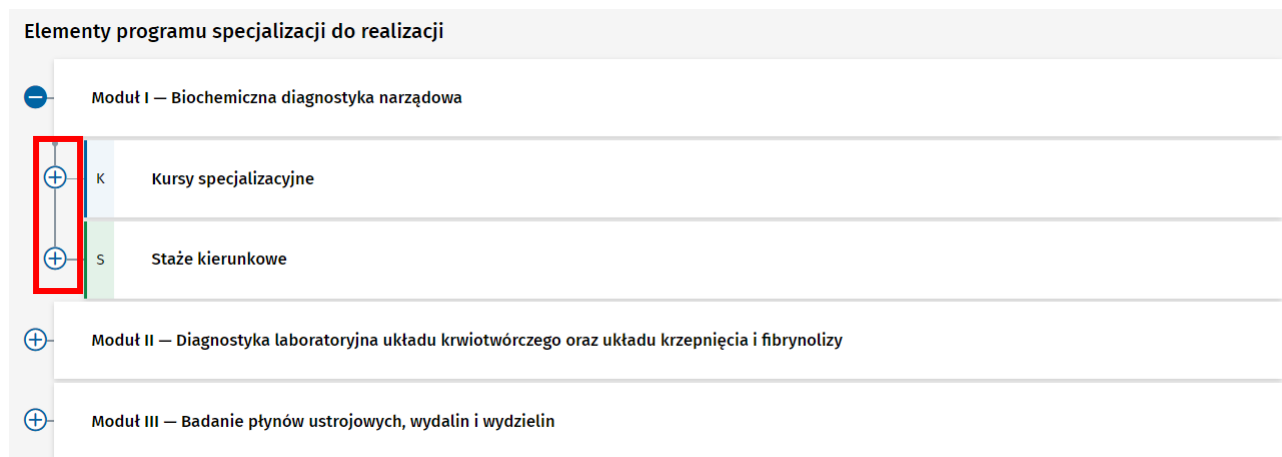 Elementy programu specjalizacji do realizacji
Moduł I — Biochemiczna diagnostyka narządowa
K Kursy specjalizacyjne
S Staże kierunkowe
Moduł II — Diagnostyka laboratoryjna układu krwiotwórczego oraz układu krzepnięcia i fibrynolizy
Moduł III — Badanie płynów ustrojowych, wydalin i wydzielin